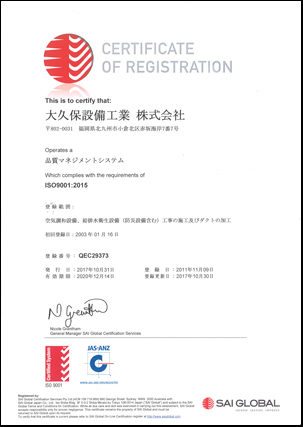 CERTIFICATE
OF REGISTRATION
This is to certify that:
大久保設備工業 株式会社
〒802-0031 福岡県北九州市小倉北区赤坂海岸7番号
Operates a
品質マネジメントシステム
Which complies with the requirements of
ISO9001:2015
登録範囲:
空気調和設備、給排水衛生設備(防災設備含む)工事の施工及びダクトの加工
初回登録日:2003年01月16日
登録番号: QEC29373
発行日:2017年10月31日 登録日:2011年11月09日
有効期限:2020年12月14日 登録更新日:2017年10月30日
Nicole Grantham
General Manager SAI Global Certification Services
Certified System
ISO 9001
JAS-ANZ
Registered by:
SAI GLOBAL